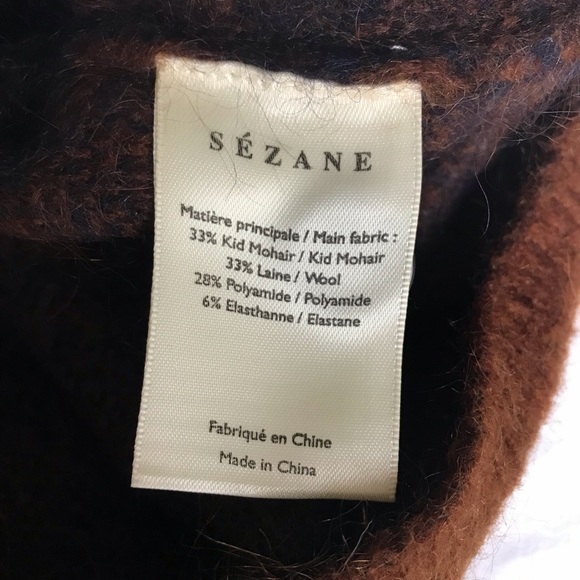 SÉZANE
Matière principale / Main fabric :
33% Kid Mohair / Kid Mohair
33% Laine / Wool
28% Polyamide / Polyamide
6% Elasthanne / Elastane
Fabriqué en Chine
Made in China